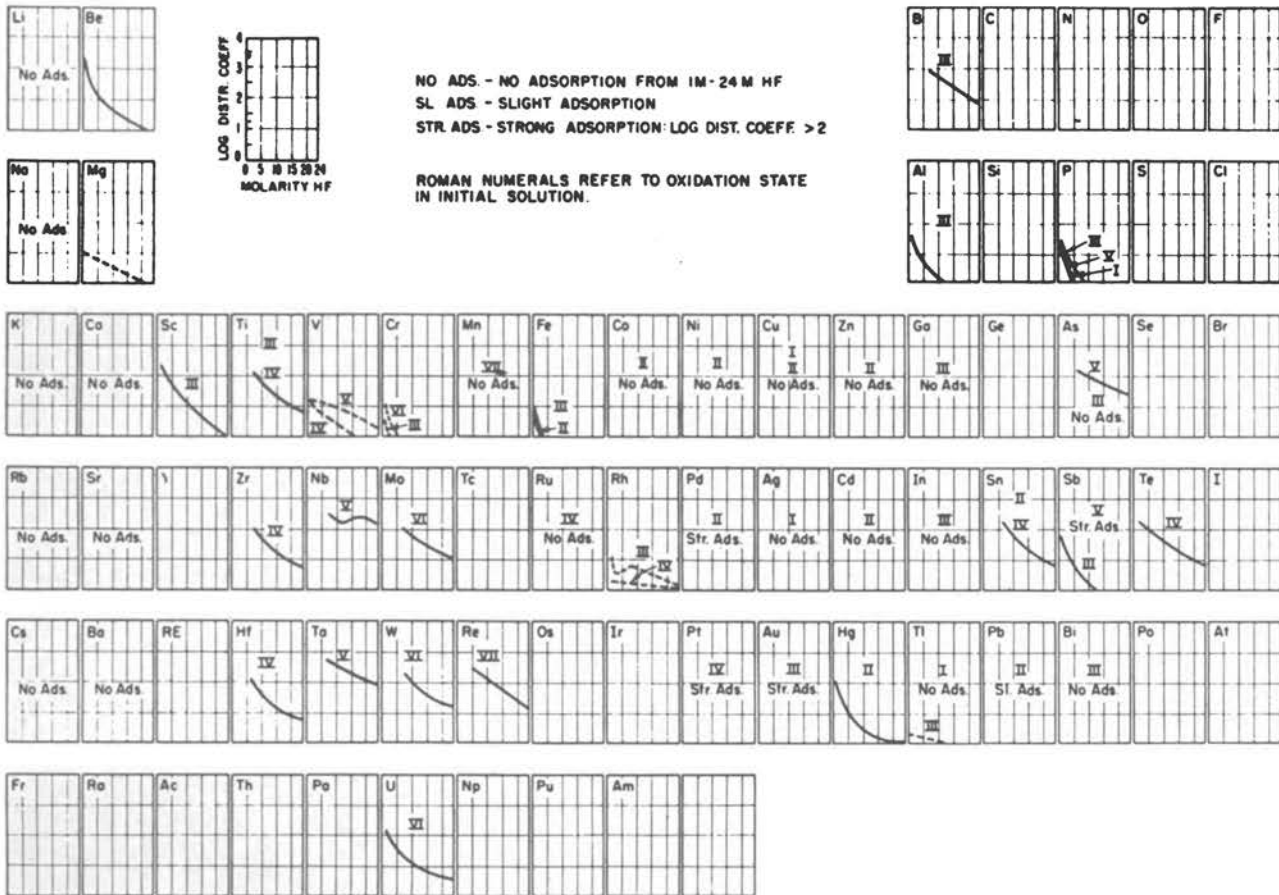 Li Be B C N O F
No Ads. III
LOG DISTR. COEFF
4
3
2
1
0
0 5 10 15 20 24
MOLARITY HF
NO ADS. - NO ADSORPTION FROM 1M - 24 M HF
SL ADS. - SLIGHT ADSORPTION
STR. ADS - STRONG ADSORPTION: LOG DIST. COEFF. >2
ROMAN NUMERALS REFER TO OXIDATION STATE
IN INITIAL SOLUTION.
Na Mg Al Si P S Cl
No Ads III III
V
I
K Ca Sc Ti V Cr Mn Fe Co Ni Cu Zn Ga Ge As Se Br
III I
No Ads. No Ads. III IV V VI VII II II II II III V
No Ads. No Ads. No Ads. No Ads. No Ads. No Ads.
IV III III II III
No Ads.
Rb Sr Zr Nb Mo Tc Ru Rh Pd Ag Cd In Sn Sb Te I
V II V
No Ads. No Ads. IV VI IV II I II III IV Str. Ads. IV
No Ads. Str. Ads. No Ads. No Ads. No Ads.
III IV III
Cs Ba RE Hf Ta W Re Os Ir Pt Au Hg Tl Pb Bi Po At
No Ads. No Ads. IV V VI VII IV III II I II III
Str. Ads. Str. Ads. No Ads. Sl. Ads. No Ads.
III
Fr Ra Ac Th Pa U Np Pu Am
VI